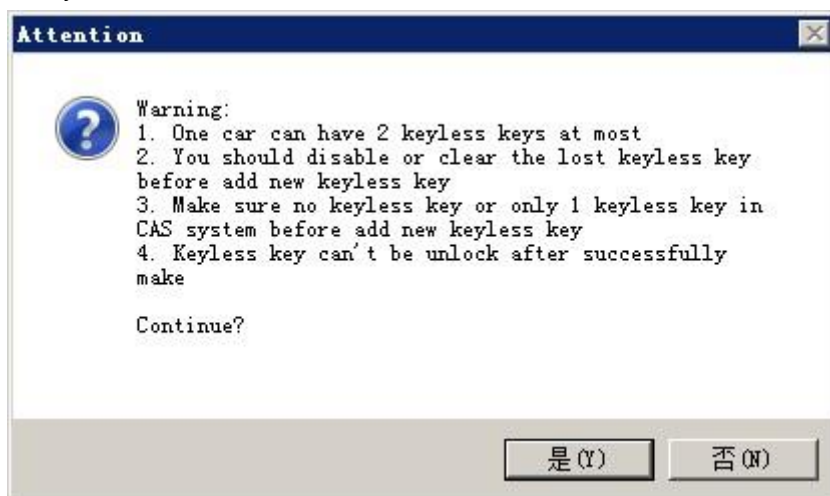 Attention
Warning:
1. One car can have 2 keyless keys at most
2. You should disable or clear the lost keyless key
before add new keyless key
3. Make sure no keyless key or only 1 keyless key in
CAS system before add new keyless key
4. Keyless key can't be unlock after successfully
make
Continue?
是(Y) 否(N)